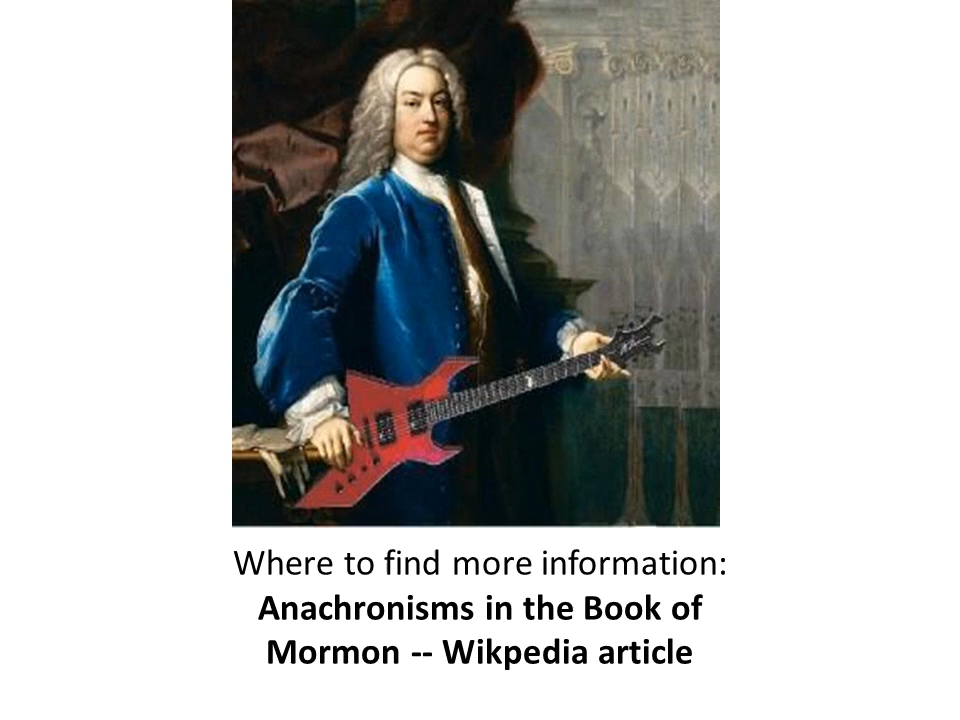 Where to find more information:
Anachronisms in the Book of
Mormon -- Wikpedia article